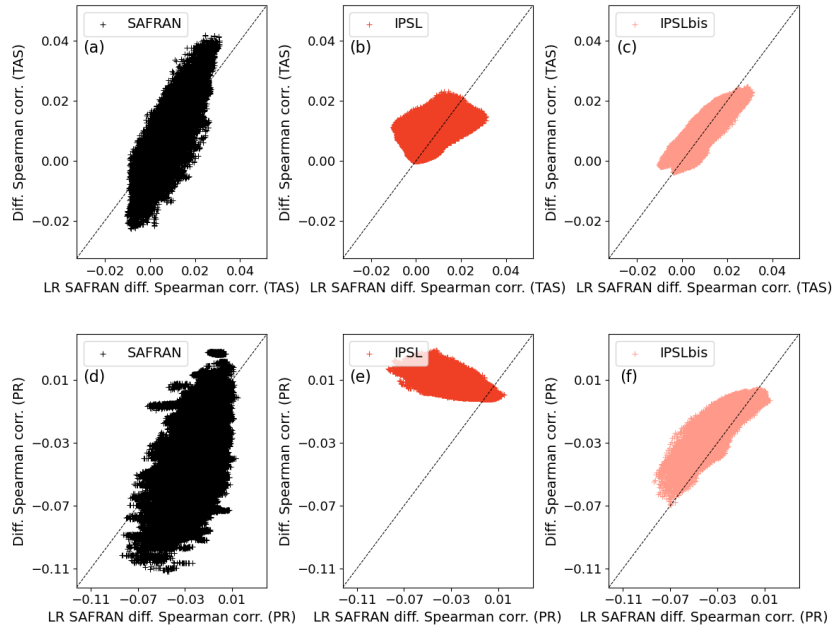 SAFRAN
(a)
0.04
0.02
0.00
−0.02
Diff. Spearman corr. (TAS)
−0.02 0.00 0.02 0.04
LR SAFRAN diff. Spearman corr. (TAS)
IPSL
(b)
0.04
0.02
0.00
−0.02
Diff. Spearman corr. (TAS)
−0.02 0.00 0.02 0.04
LR SAFRAN diff. Spearman corr. (TAS)
IPSLbis
(c)
0.04
0.02
0.00
−0.02
Diff. Spearman corr. (TAS)
−0.02 0.00 0.02 0.04
LR SAFRAN diff. Spearman corr. (TAS)
SAFRAN
(d)
0.01
−0.03
−0.07
−0.11
Diff. Spearman corr. (PR)
−0.11 −0.07 −0.03 0.01
LR SAFRAN diff. Spearman corr. (PR)
IPSL
(e)
0.01
−0.03
−0.07
−0.11
Diff. Spearman corr. (PR)
−0.11 −0.07 −0.03 0.01
LR SAFRAN diff. Spearman corr. (PR)
IPSLbis
(f)
0.01
−0.03
−0.07
−0.11
Diff. Spearman corr. (PR)
−0.11 −0.07 −0.03 0.01
LR SAFRAN diff. Spearman corr. (PR)